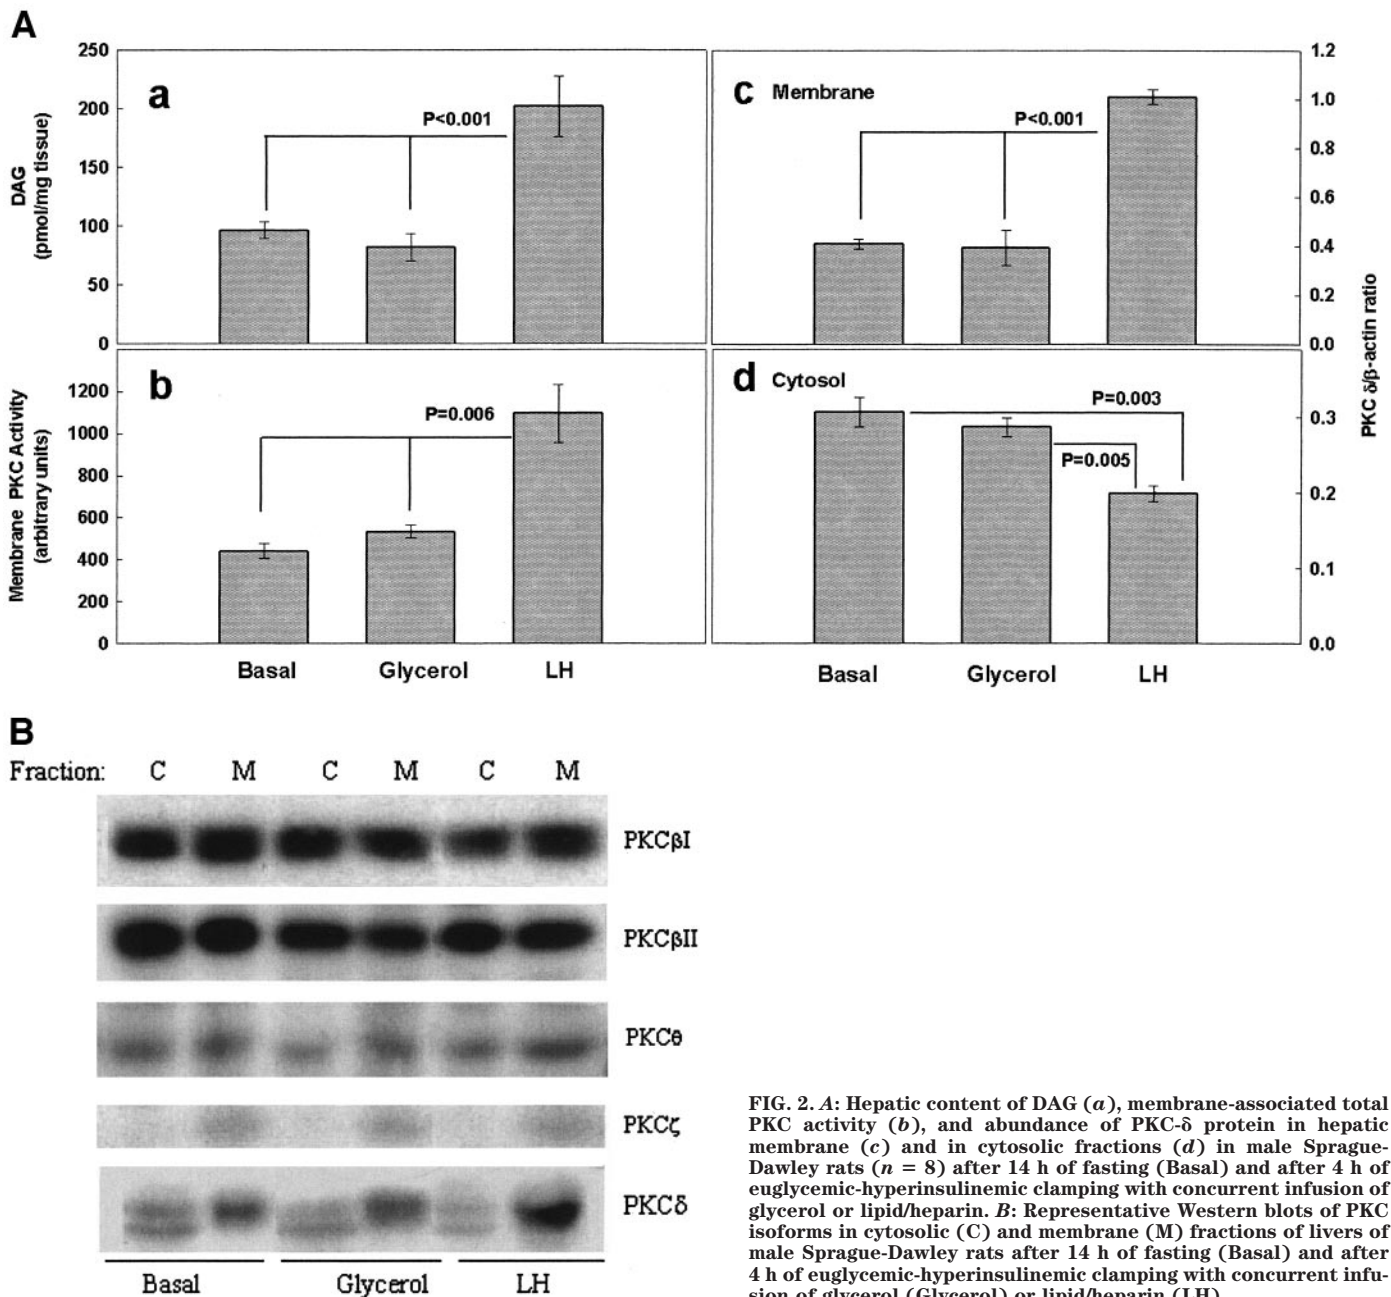 A
a
P<0.001
250
200
150
100
50
0
DAG
(pmol/mg tissue)
c Membrane
P<0.001
1.2
1.0
0.8
0.6
0.4
0.2
0.0
b
P=0.006
1200
1000
800
600
400
200
0
Membrane PKC Activity
(arbitrary units)
d Cytosol
P=0.003
P=0.005
0.3
0.2
0.1
0.0
PKC δ/β-actin ratio
Basal Glycerol LH
Basal Glycerol LH
B
Fraction: C M C M C M
PKCβI
PKCβII
PKCθ
PKCζ
PKCδ
Basal Glycerol LH
FIG. 2. A: Hepatic content of DAG (a), membrane-associated total
PKC activity (b), and abundance of PKC-δ protein in hepatic
membrane (c) and in cytosolic fractions (d) in male Sprague-
Dawley rats (n = 8) after 14 h of fasting (Basal) and after 4 h of
euglycemic-hyperinsulinemic clamping with concurrent infusion of
glycerol or lipid/heparin. B: Representative Western blots of PKC
isoforms in cytosolic (C) and membrane (M) fractions of livers of
male Sprague-Dawley rats after 14 h of fasting (Basal) and after
4 h of euglycemic-hyperinsulinemic clamping with concurrent infu-
sion of glycerol (Glycerol) or lipid/heparin (LH).